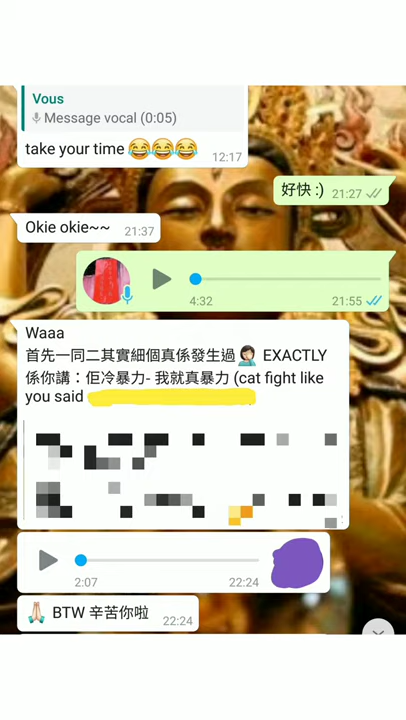 Vous
Message vocal (0:05)
take your time 😂😂😂
12:17
好快 :) 21:27
Okie okie~~ 21:37
4:32 21:55
Waaa
首先一同二其實細個真係發生過🤦🏻‍♀️ EXACTLY
係你講：佢冷暴力- 我就真暴力 (cat fight like
you said
2:07 22:24
🙏🏻 BTW 辛苦你啦 22:24